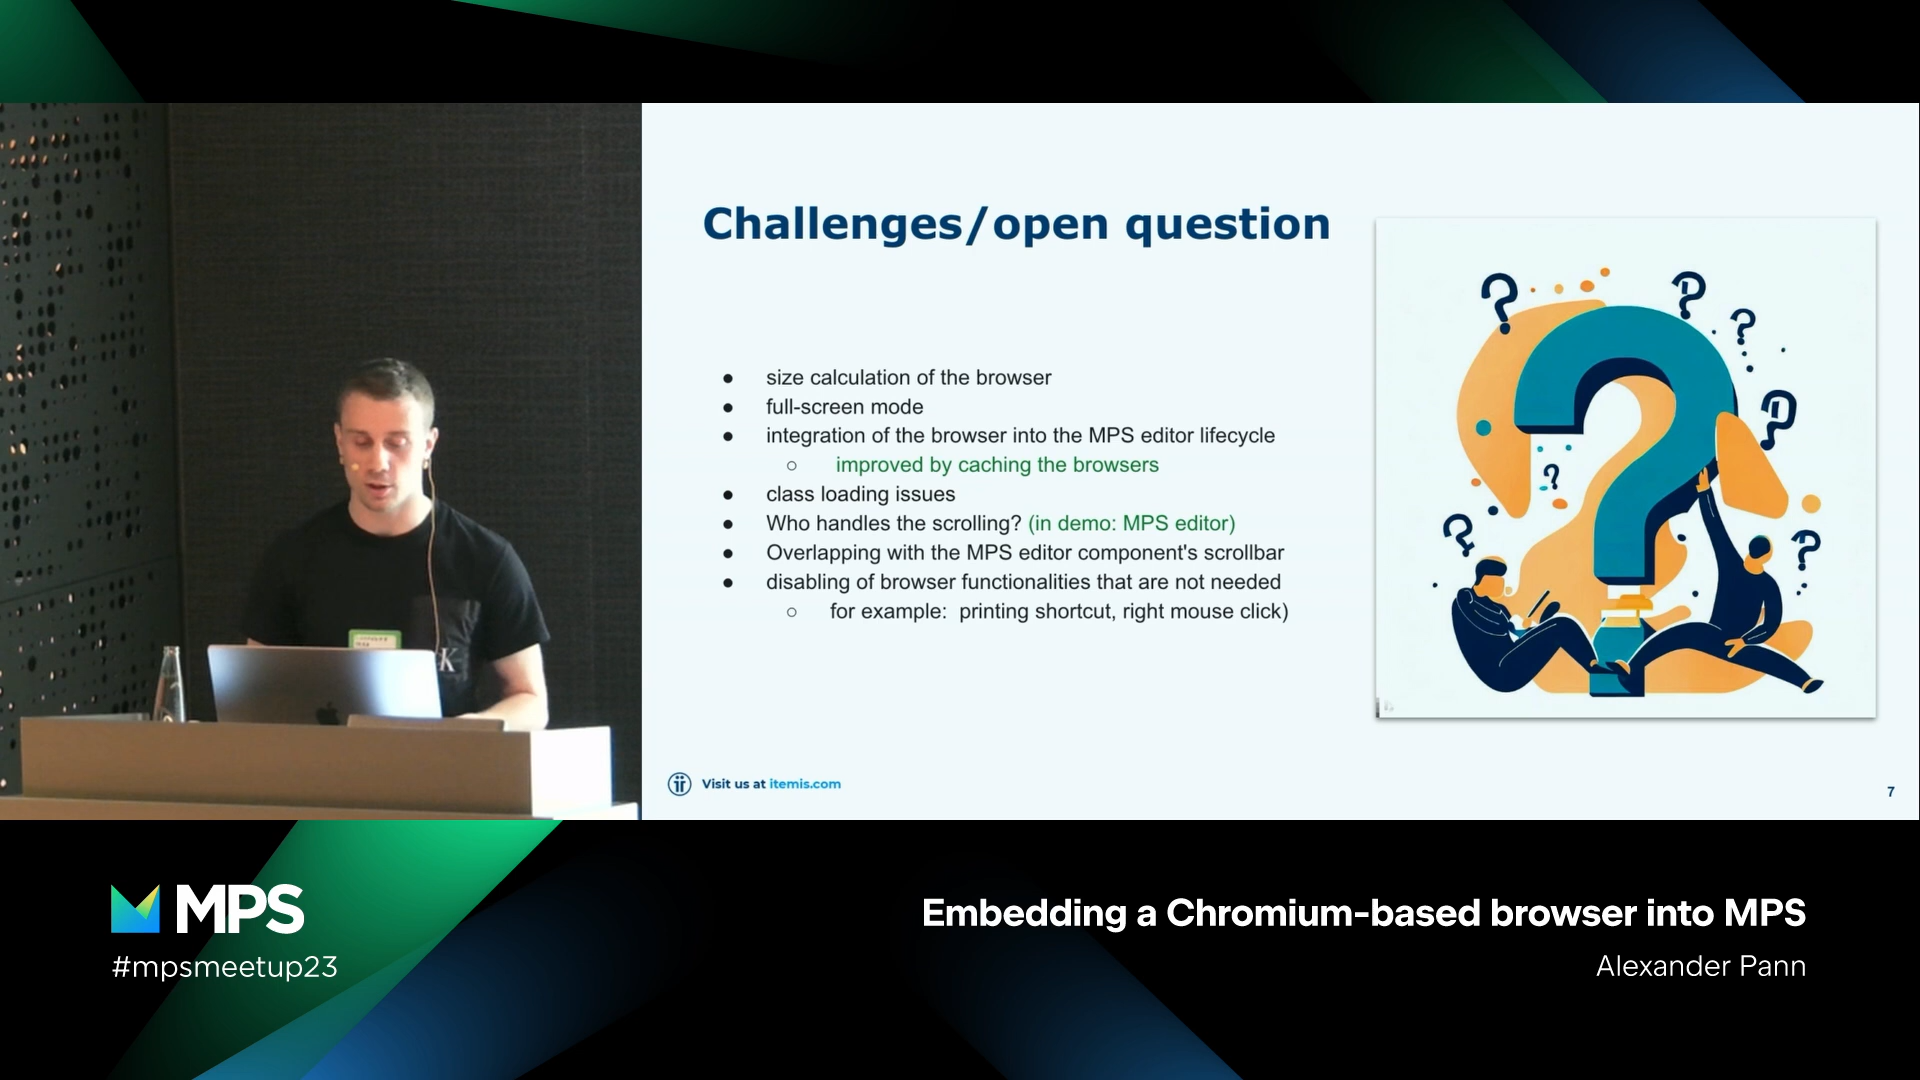 Challenges/open question
● size calculation of the browser
● full-screen mode
● integration of the browser into the MPS editor lifecycle
○ improved by caching the browsers
● class loading issues
● Who handles the scrolling? (in demo: MPS editor)
● Overlapping with the MPS editor component's scrollbar
● disabling of browser functionalities that are not needed
○ for example:  printing shortcut, right mouse click)
Visit us at itemis.com
7
K
MPS
#mpsmeetup23
Embedding a Chromium-based browser into MPS
Alexander Pann